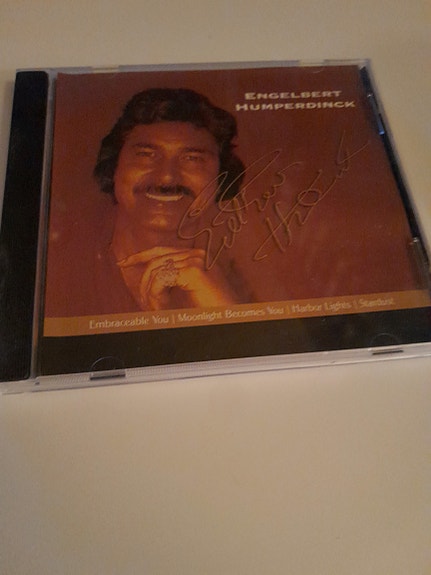 ENGELBERT
HUMPERDINCK
Embraceable You | Moonlight Becomes You | Harbor Lights | Stardust